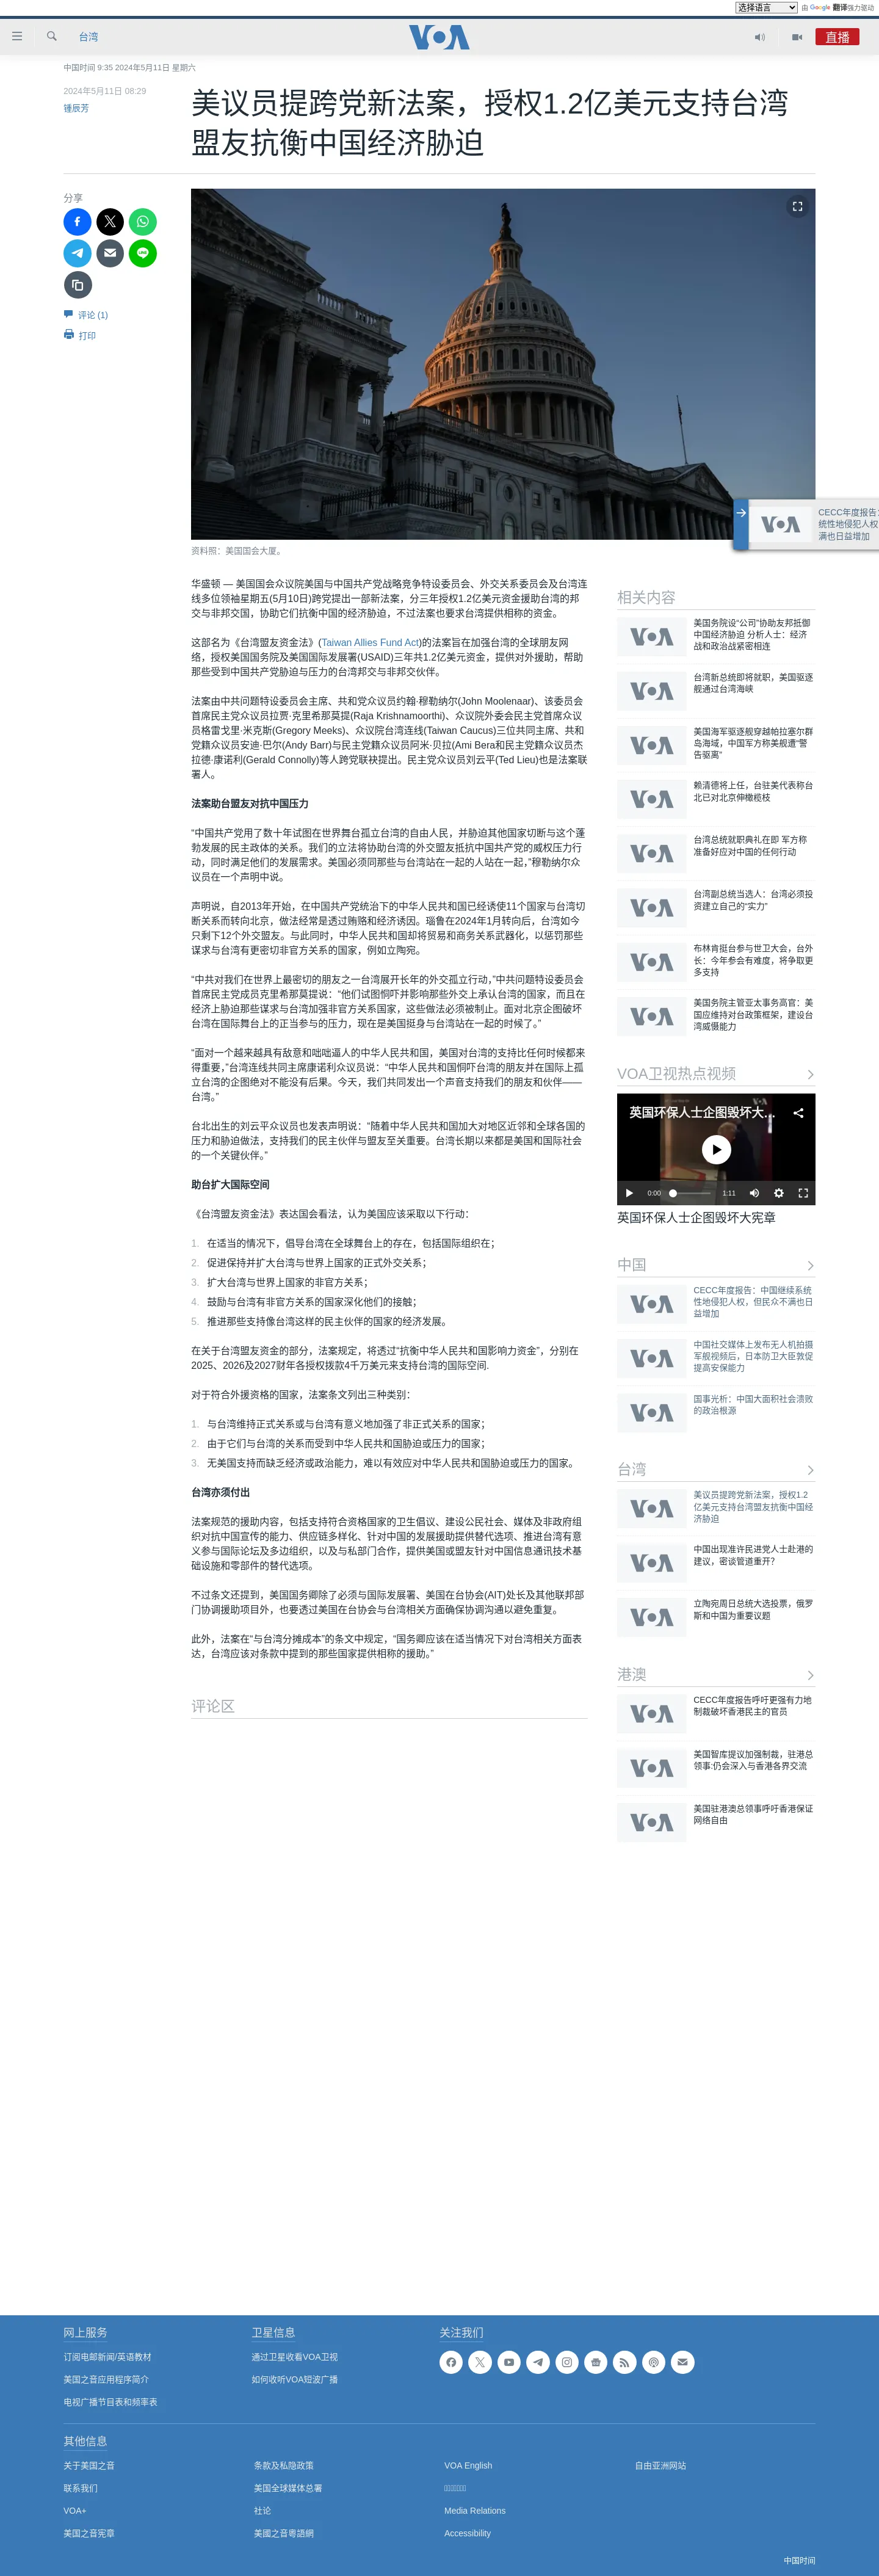 选择语言 由 Google 翻译强力驱动
台湾
VOA
直播
中国时间 9:35 2024年5月11日 星期六
2024年5月11日 08:29
锺辰芳
美议员提跨党新法案，授权1.2亿美元支持台湾
盟友抗衡中国经济胁迫
分享
评论 (1)
打印
VOA
CECC年度报告：
统性地侵犯人权
满也日益增加
资料照：美国国会大厦。
华盛顿 — 美国国会众议院美国与中国共产党战略竞争特设委员会、外交关系委员会及台湾连
线多位领袖星期五(5月10日)跨党提出一部新法案，分三年授权1.2亿美元资金援助台湾的邦
交与非邦交国，协助它们抗衡中国的经济胁迫，不过法案也要求台湾提供相称的资金。
这部名为《台湾盟友资金法》(Taiwan Allies Fund Act)的法案旨在加强台湾的全球朋友网
络，授权美国国务院及美国国际发展署(USAID)三年共1.2亿美元资金，提供对外援助，帮助
那些受到中国共产党胁迫与压力的台湾邦交与非邦交伙伴。
法案由中共问题特设委员会主席、共和党众议员约翰·穆勒纳尔(John Moolenaar)、该委员会
首席民主党众议员拉贾·克里希那莫提(Raja Krishnamoorthi)、众议院外委会民主党首席众议
员格雷戈里·米克斯(Gregory Meeks)、众议院台湾连线(Taiwan Caucus)三位共同主席、共和
党籍众议员安迪·巴尔(Andy Barr)与民主党籍众议员阿米·贝拉(Ami Bera和民主党籍众议员杰
拉德·康诺利(Gerald Connolly)等人跨党联袂提出。民主党众议员刘云平(Ted Lieu)也是法案联
署人。
法案助台盟友对抗中国压力
“中国共产党用了数十年试图在世界舞台孤立台湾的自由人民，并胁迫其他国家切断与这个蓬
勃发展的民主政体的关系。我们的立法将协助台湾的外交盟友抵抗中国共产党的威权压力行
动，同时满足他们的发展需求。美国必须同那些与台湾站在一起的人站在一起，”穆勒纳尔众
议员在一个声明中说。
声明说，自2013年开始，在中国共产党统治下的中华人民共和国已经诱使11个国家与台湾切
断关系而转向北京，做法经常是透过贿赂和经济诱因。瑙鲁在2024年1月转向后，台湾如今
只剩下12个外交盟友。与此同时，中华人民共和国却将贸易和商务关系武器化，以惩罚那些
谋求与台湾有更密切非官方关系的国家，例如立陶宛。
“中共对我们在世界上最密切的朋友之一台湾展开长年的外交孤立行动，”中共问题特设委员会
首席民主党成员克里希那莫提说：“他们试图恫吓并影响那些外交上承认台湾的国家，而且在
经济上胁迫那些谋求与台湾加强非官方关系国家，这些做法必须被制止。面对北京企图破坏
台湾在国际舞台上的正当参与的压力，现在是美国挺身与台湾站在一起的时候了。”
“面对一个越来越具有敌意和咄咄逼人的中华人民共和国，美国对台湾的支持比任何时候都来
得重要，”台湾连线共同主席康诺利众议员说：“中华人民共和国恫吓台湾的朋友并在国际上孤
立台湾的企图绝对不能没有后果。今天，我们共同发出一个声音支持我们的朋友和伙伴——
台湾。”
台北出生的刘云平众议员也发表声明说：“随着中华人民共和国加大对地区近邻和全球各国的
压力和胁迫做法，支持我们的民主伙伴与盟友至关重要。台湾长期以来都是美国和国际社会
的一个关键伙伴。”
助台扩大国际空间
《台湾盟友资金法》表达国会看法，认为美国应该采取以下行动：
1. 在适当的情况下，倡导台湾在全球舞台上的存在，包括国际组织在；
2. 促进保持并扩大台湾与世界上国家的正式外交关系；
3. 扩大台湾与世界上国家的非官方关系；
4. 鼓励与台湾有非官方关系的国家深化他们的接触；
5. 推进那些支持像台湾这样的民主伙伴的国家的经济发展。
在关于台湾盟友资金的部分，法案规定，将透过“抗衡中华人民共和国影响力资金”，分别在
2025、2026及2027财年各授权拨款4千万美元来支持台湾的国际空间.
对于符合外援资格的国家，法案条文列出三种类别：
1. 与台湾维持正式关系或与台湾有意义地加强了非正式关系的国家；
2. 由于它们与台湾的关系而受到中华人民共和国胁迫或压力的国家；
3. 无美国支持而缺乏经济或政治能力，难以有效应对中华人民共和国胁迫或压力的国家。
台湾亦须付出
法案规范的援助内容，包括支持符合资格国家的卫生倡议、建设公民社会、媒体及非政府组
织对抗中国宣传的能力、供应链多样化、针对中国的发展援助提供替代选项、推进台湾有意
义参与国际论坛及多边组织，以及与私部门合作，提供美国或盟友针对中国信息通讯技术基
础设施和零部件的替代选项。
不过条文还提到，美国国务卿除了必须与国际发展署、美国在台协会(AIT)处长及其他联邦部
门协调援助项目外，也要透过美国在台协会与台湾相关方面确保协调沟通以避免重复。
此外，法案在“与台湾分摊成本”的条文中规定，“国务卿应该在适当情况下对台湾相关方面表
达，台湾应该对条款中提到的那些国家提供相称的援助。”
评论区
相关内容
VOA
美国务院设“公司”协助友邦抵御
中国经济胁迫 分析人士：经济
战和政治战紧密相连
VOA
台湾新总统即将就职，美国驱逐
舰通过台湾海峡
VOA
美国海军驱逐舰穿越帕拉塞尔群
岛海域，中国军方称美舰遭“警
告驱离”
VOA
赖清德将上任，台驻美代表称台
北已对北京伸橄榄枝
VOA
台湾总统就职典礼在即 军方称
准备好应对中国的任何行动
VOA
台湾副总统当选人：台湾必须投
资建立自己的“实力”
VOA
布林肯挺台参与世卫大会，台外
长：今年参会有难度，将争取更
多支持
VOA
美国务院主管亚太事务高官：美
国应维持对台政策框架，建设台
湾威慑能力
VOA卫视热点视频
英国环保人士企图毁坏大...
0:00 1:11
英国环保人士企图毁坏大宪章
中国
VOA
CECC年度报告：中国继续系统
性地侵犯人权，但民众不满也日
益增加
VOA
中国社交媒体上发布无人机拍摄
军舰视频后，日本防卫大臣敦促
提高安保能力
VOA
国事光析：中国大面积社会溃败
的政治根源
台湾
VOA
美议员提跨党新法案，授权1.2
亿美元支持台湾盟友抗衡中国经
济胁迫
VOA
中国出现准许民进党人士赴港的
建议，密谈管道重开？
VOA
立陶宛周日总统大选投票，俄罗
斯和中国为重要议题
港澳
VOA
CECC年度报告呼吁更强有力地
制裁破坏香港民主的官员
VOA
美国智库提议加强制裁，驻港总
领事:仍会深入与香港各界交流
VOA
美国驻港澳总领事呼吁香港保证
网络自由
网上服务
订阅电邮新闻/英语教材
美国之音应用程序简介
电视广播节目表和频率表
卫星信息
通过卫星收看VOA卫视
如何收听VOA短波广播
关注我们
其他信息
关于美国之音
联系我们
VOA+
美国之音宪章
条款及私隐政策
美国全球媒体总署
社论
美國之音粵語網
VOA English
Media Relations
Accessibility
自由亚洲网站
中国时间